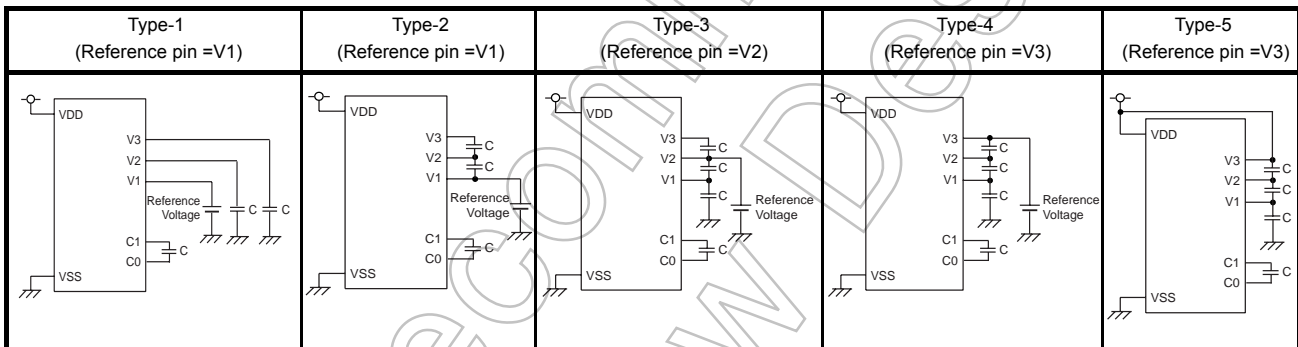 Type-1
(Reference pin =V1)
VDD
V3
V2
V1
Reference
Voltage
C
C
C1
C
C0
VSS
Type-2
(Reference pin =V1)
VDD
V3
C
V2
C
V1
Reference
Voltage
C1
C
C0
VSS
Type-3
(Reference pin =V2)
VDD
V3
C
V2
C
V1
C
Reference
Voltage
C1
C
C0
VSS
Type-4
(Reference pin =V3)
VDD
V3
C
V2
C
V1
C
Reference
Voltage
C1
C
C0
VSS
Type-5
(Reference pin =V3)
VDD
V3
C
V2
C
V1
C
C1
C
C0
VSS